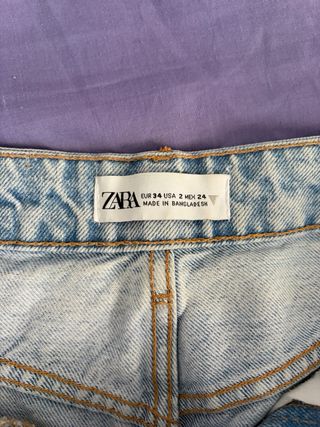 ZARA
EUR 34 USA 2 MEX 24
MADE IN BANGLADESH